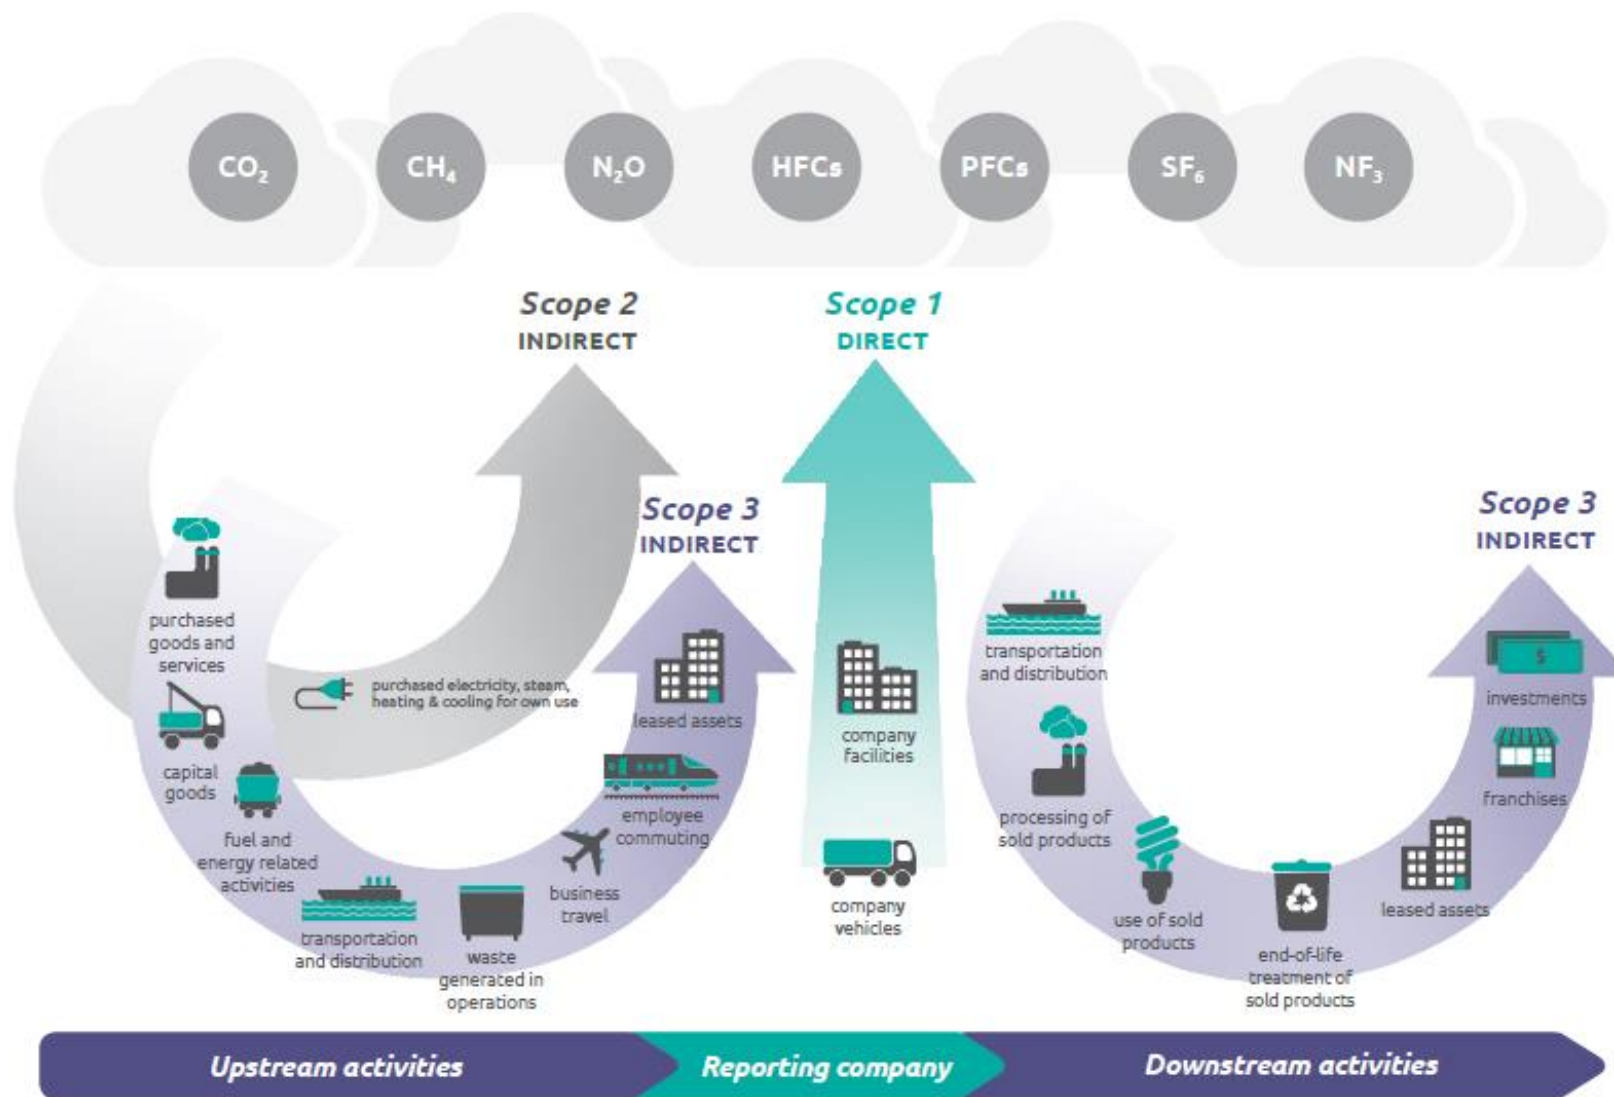 CO₂
CH₄
N₂O
HFCs
PFCs
SF₆
NF₃
Scope 2
INDIRECT
Scope 1
DIRECT
Scope 3
INDIRECT
Scope 3
INDIRECT
purchased
goods and
services
purchased electricity, steam,
heating & cooling for own use
capital
goods
fuel and
energy related
activities
transportation
and distribution
waste
generated in
operations
business
travel
employee
commuting
leased assets
company
facilities
company
vehicles
transportation
and distribution
processing of
sold products
use of sold
products
end-of-life
treatment of
sold products
leased assets
franchises
$
investments
Upstream activities
Reporting company
Downstream activities